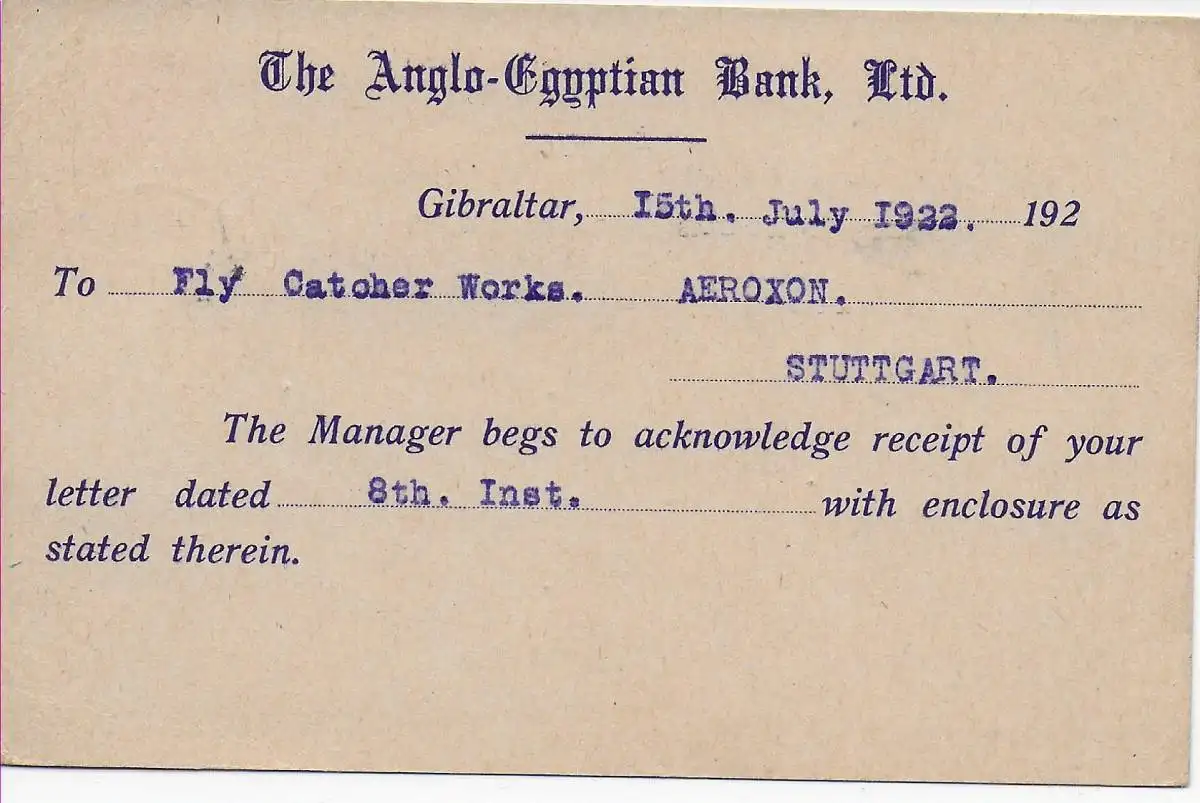 The Anglo-Egyptian Bank, Ltd.
Gibraltar, 15th. July 1922. 192
To Fly Catcher Works. AEROXON.
STUTTGART.
The Manager begs to acknowledge receipt of your
letter dated 8th. Inst. with enclosure as
stated therein.